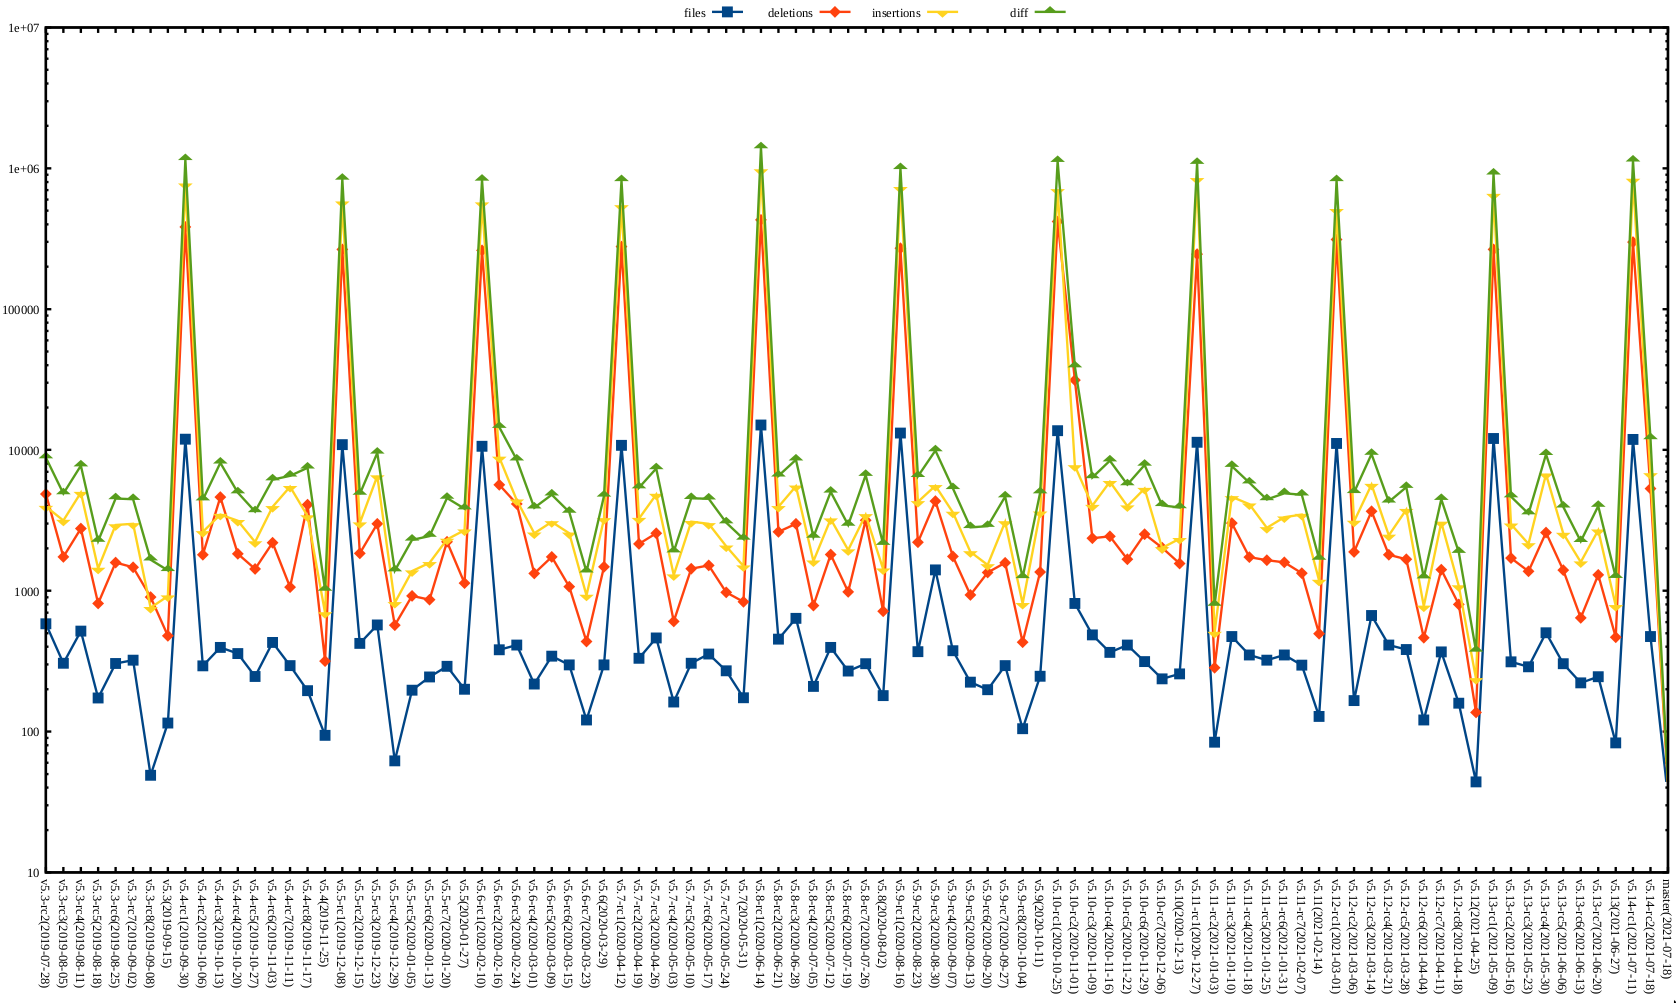 files
deletions
insertions
diff
1e+07
1e+06
100000
10000
1000
100
10
v5.3-rc2(2019-07-28)
v5.3-rc3(2019-08-05)
v5.3-rc4(2019-08-11)
v5.3-rc5(2019-08-18)
v5.3-rc6(2019-08-25)
v5.3-rc7(2019-09-02)
v5.3-rc8(2019-09-08)
v5.3(2019-09-15)
v5.4-rc1(2019-09-30)
v5.4-rc2(2019-10-06)
v5.4-rc3(2019-10-13)
v5.4-rc4(2019-10-20)
v5.4-rc5(2019-10-27)
v5.4-rc6(2019-11-03)
v5.4-rc7(2019-11-11)
v5.4-rc8(2019-11-17)
v5.4(2019-11-25)
v5.5-rc1(2019-12-08)
v5.5-rc2(2019-12-15)
v5.5-rc3(2019-12-23)
v5.5-rc4(2019-12-29)
v5.5-rc5(2020-01-05)
v5.5-rc6(2020-01-13)
v5.5-rc7(2020-01-20)
v5.5(2020-01-27)
v5.6-rc1(2020-02-10)
v5.6-rc2(2020-02-16)
v5.6-rc3(2020-02-24)
v5.6-rc4(2020-03-01)
v5.6-rc5(2020-03-09)
v5.6-rc6(2020-03-15)
v5.6-rc7(2020-03-23)
v5.6(2020-03-29)
v5.7-rc1(2020-04-12)
v5.7-rc2(2020-04-19)
v5.7-rc3(2020-04-26)
v5.7-rc4(2020-05-03)
v5.7-rc5(2020-05-10)
v5.7-rc6(2020-05-17)
v5.7-rc7(2020-05-24)
v5.7(2020-05-31)
v5.8-rc1(2020-06-14)
v5.8-rc2(2020-06-21)
v5.8-rc3(2020-06-28)
v5.8-rc4(2020-07-05)
v5.8-rc5(2020-07-12)
v5.8-rc6(2020-07-19)
v5.8-rc7(2020-07-26)
v5.8(2020-08-02)
v5.9-rc1(2020-08-16)
v5.9-rc2(2020-08-23)
v5.9-rc3(2020-08-30)
v5.9-rc4(2020-09-07)
v5.9-rc5(2020-09-13)
v5.9-rc6(2020-09-20)
v5.9-rc7(2020-09-27)
v5.9-rc8(2020-10-04)
v5.9(2020-10-11)
v5.10-rc1(2020-10-25)
v5.10-rc2(2020-11-01)
v5.10-rc3(2020-11-09)
v5.10-rc4(2020-11-16)
v5.10-rc5(2020-11-22)
v5.10-rc6(2020-11-29)
v5.10-rc7(2020-12-06)
v5.10(2020-12-13)
v5.11-rc1(2020-12-27)
v5.11-rc2(2021-01-03)
v5.11-rc3(2021-01-10)
v5.11-rc4(2021-01-18)
v5.11-rc5(2021-01-25)
v5.11-rc6(2021-01-31)
v5.11-rc7(2021-02-07)
v5.11(2021-02-14)
v5.12-rc1(2021-03-01)
v5.12-rc2(2021-03-06)
v5.12-rc3(2021-03-14)
v5.12-rc4(2021-03-21)
v5.12-rc5(2021-03-28)
v5.12-rc6(2021-04-04)
v5.12-rc7(2021-04-11)
v5.12-rc8(2021-04-18)
v5.12(2021-04-25)
v5.13-rc1(2021-05-09)
v5.13-rc2(2021-05-16)
v5.13-rc3(2021-05-23)
v5.13-rc4(2021-05-30)
v5.13-rc5(2021-06-06)
v5.13-rc6(2021-06-13)
v5.13-rc7(2021-06-20)
v5.13(2021-06-27)
v5.14-rc1(2021-07-11)
v5.14-rc2(2021-07-18)
master(2021-07-18)